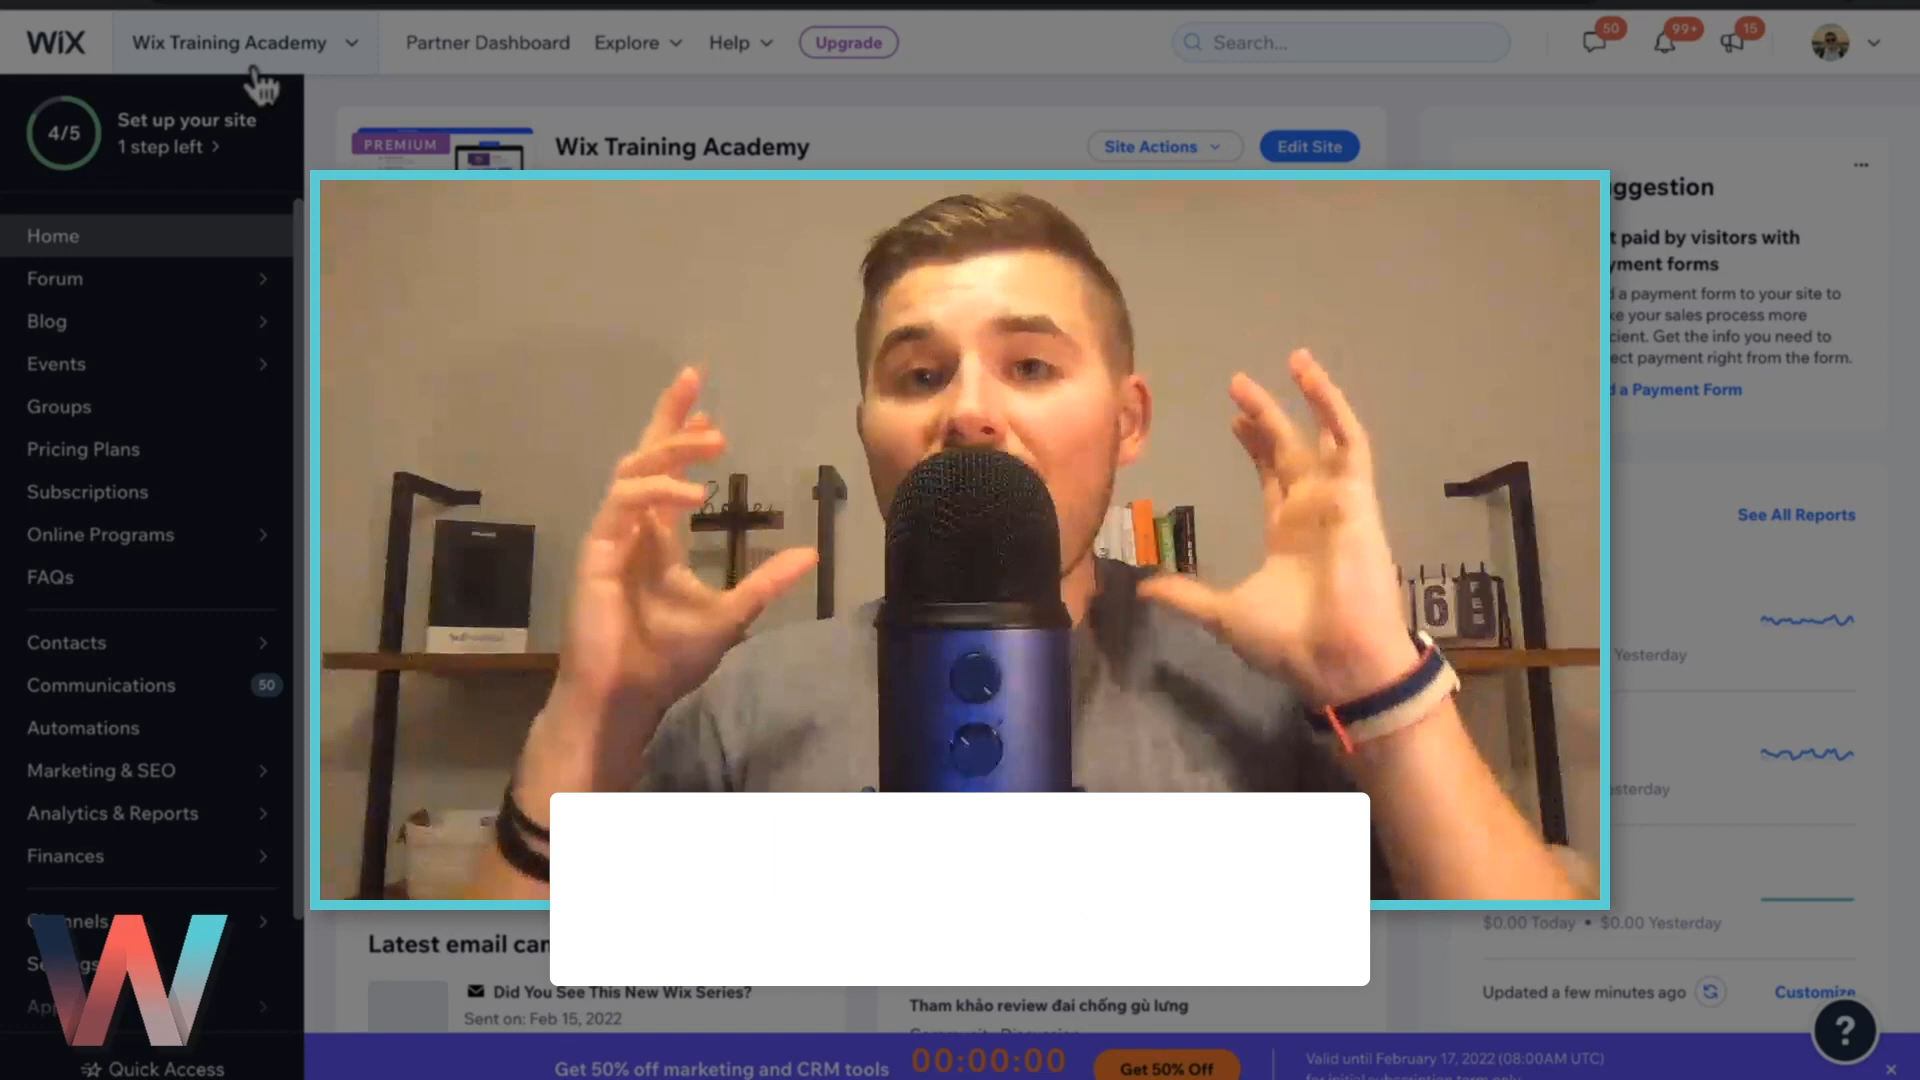 WiX
Wix Training Academy
Partner Dashboard
Explore
Help
Upgrade
Search...
50
99+
15
4/5
Set up your site
1 step left >
Home
Forum
Blog
Events
Groups
Pricing Plans
Subscriptions
Online Programs
FAQs
Contacts
Communications
50
Automations
Marketing & SEO
Analytics & Reports
Finances
Quick Access
PREMIUM
Wix Training Academy
Site Actions
Edit Site
6
FEB
t paid by visitors with
yment forms
a payment form to your site to
your sales process more
Get the info you need to
payment right from the form.
a Payment Form
See All Reports
Yesterday
$0.00 Today • $0.00 Yesterday
Updated a few minutes ago
Customize
Latest email
Did You See This New Wix Series?
Sent on: Feb 15, 2022
Tham khảo review đai chống gù lưng
Get 50% off marketing and CRM tools
00:00:00
Get 50% Off
Valid until February 17, 2022 (08:00AM UTC)
for initial subscription term only
?